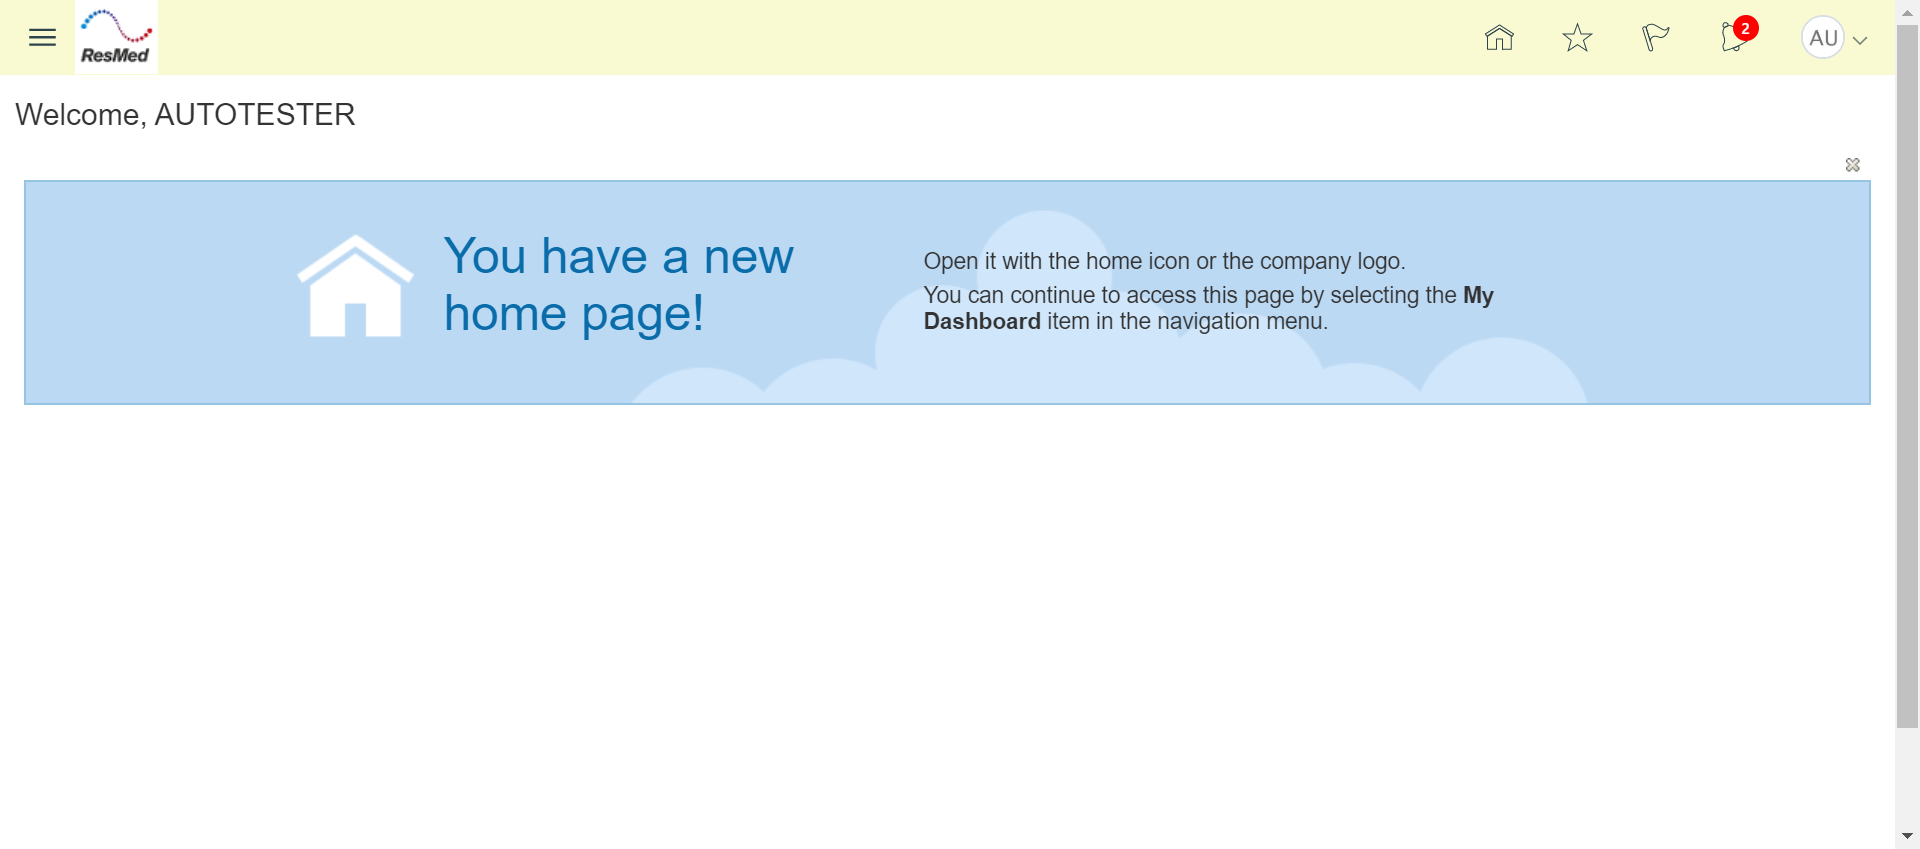 ResMed
2
AU
Welcome, AUTOTESTER
You have a new
home page!
Open it with the home icon or the company logo.
You can continue to access this page by selecting the My
Dashboard item in the navigation menu.